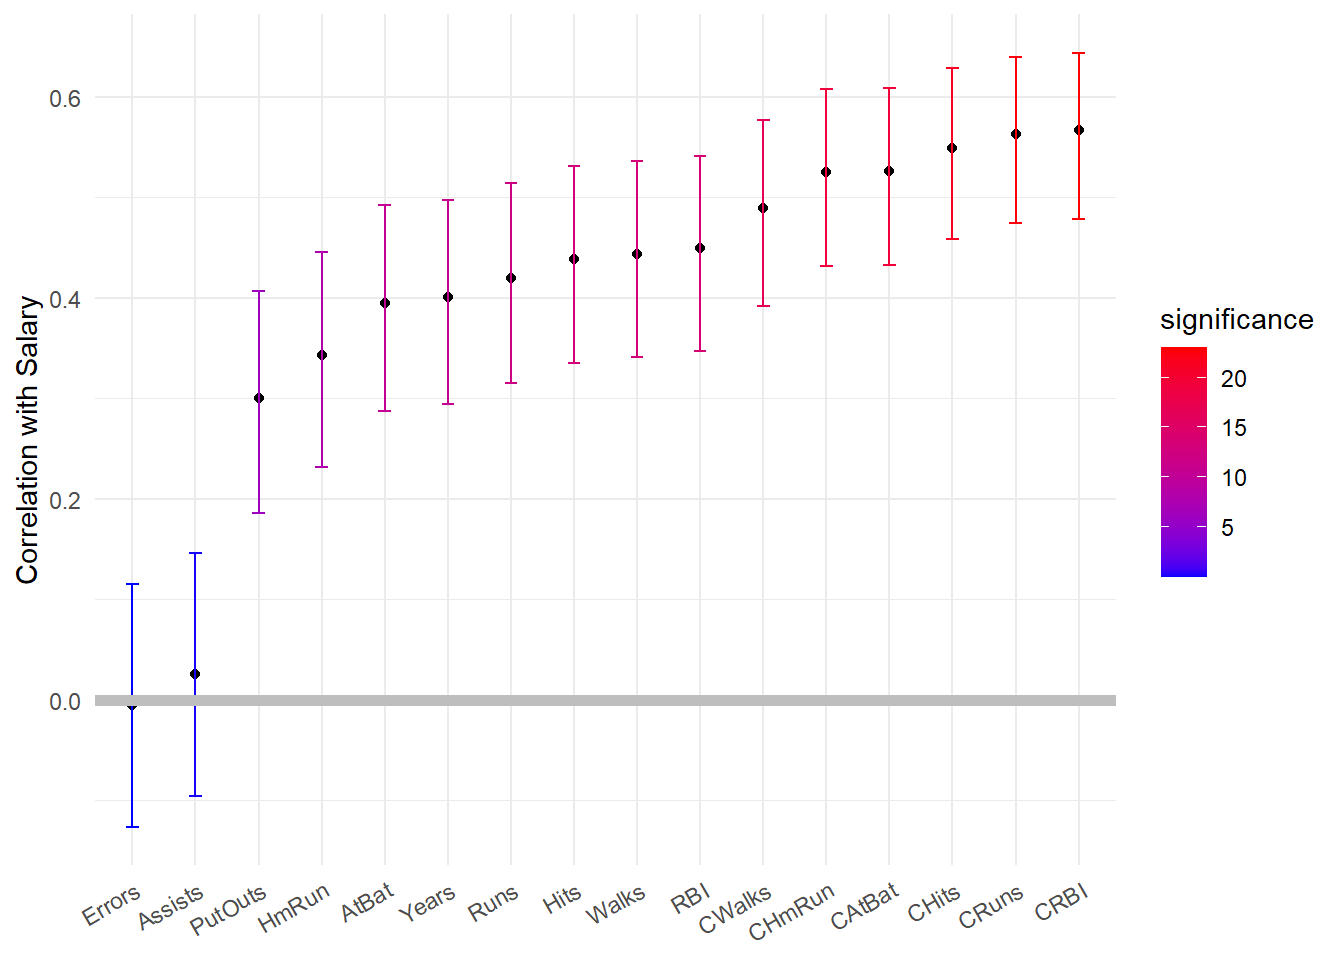 Correlation with Salary
0.6
0.4
0.2
0.0
Errors
Assists
PutOuts
HmRun
AtBat
Years
Runs
Hits
Walks
RBI
CWalks
CHmRun
CAtBat
CHits
CRuns
CRBI
significance
20
15
10
5